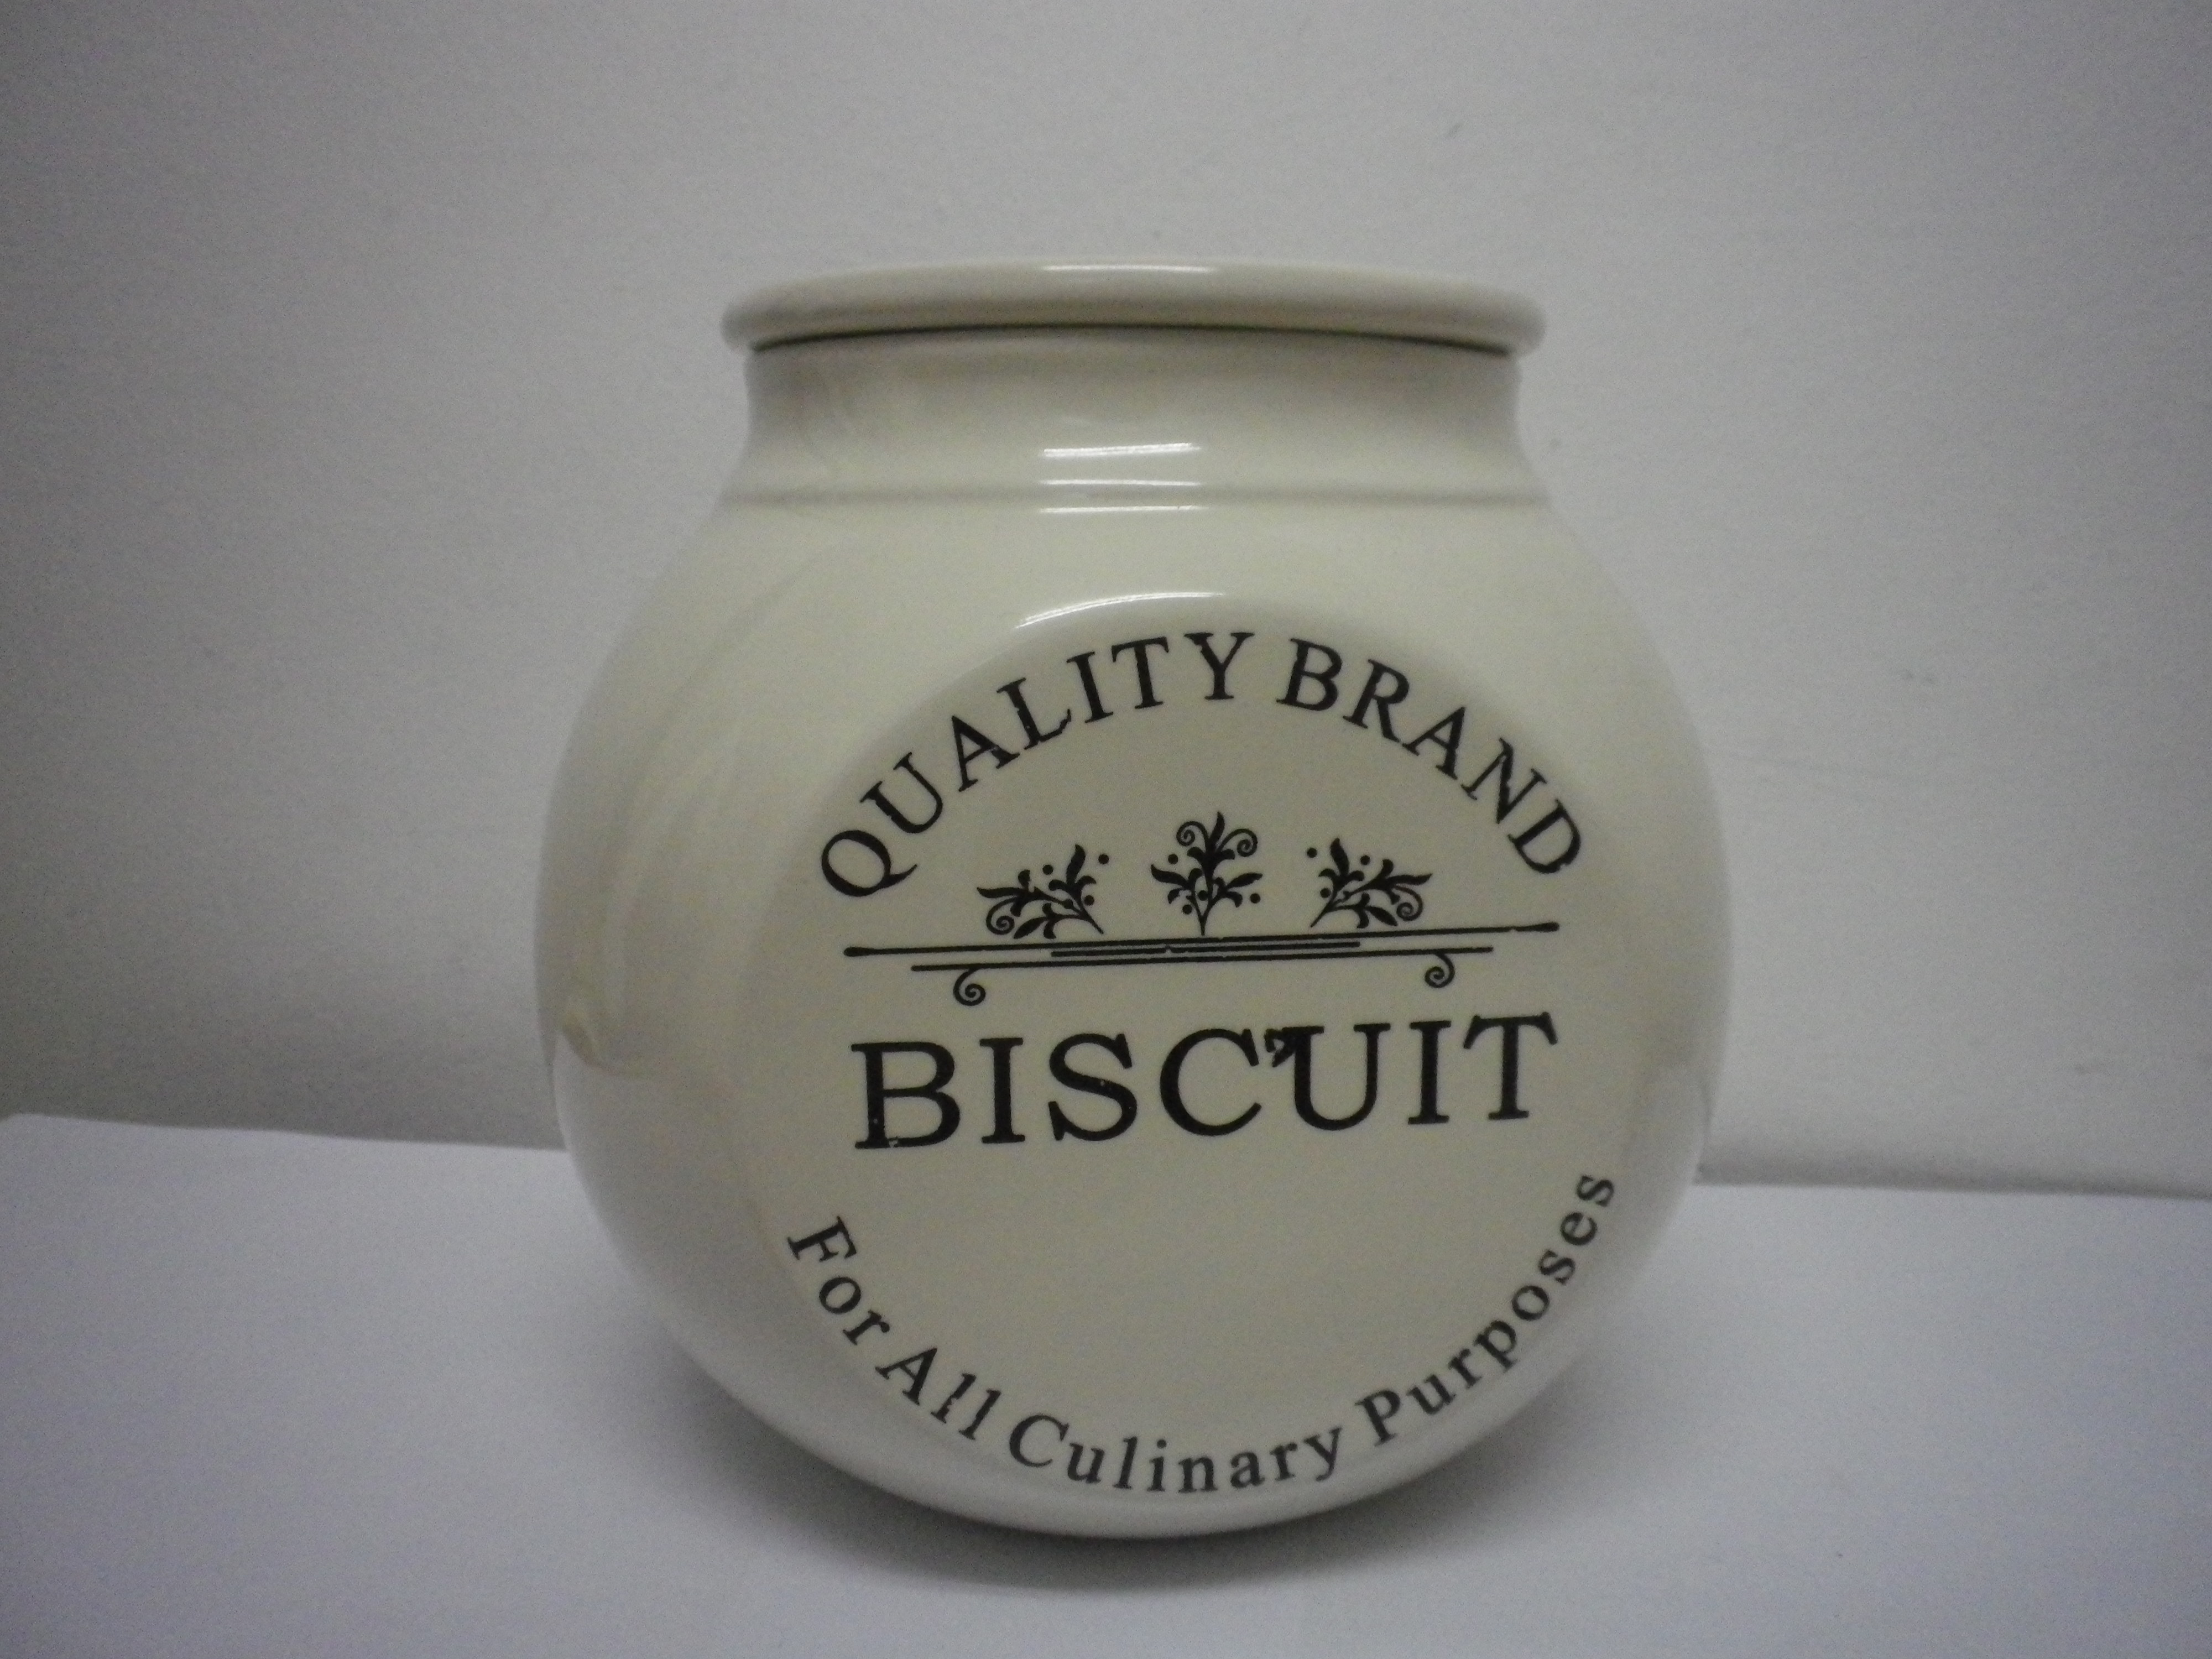 QUALITY BRAND
BISCUIT
For All Culinary Purposes